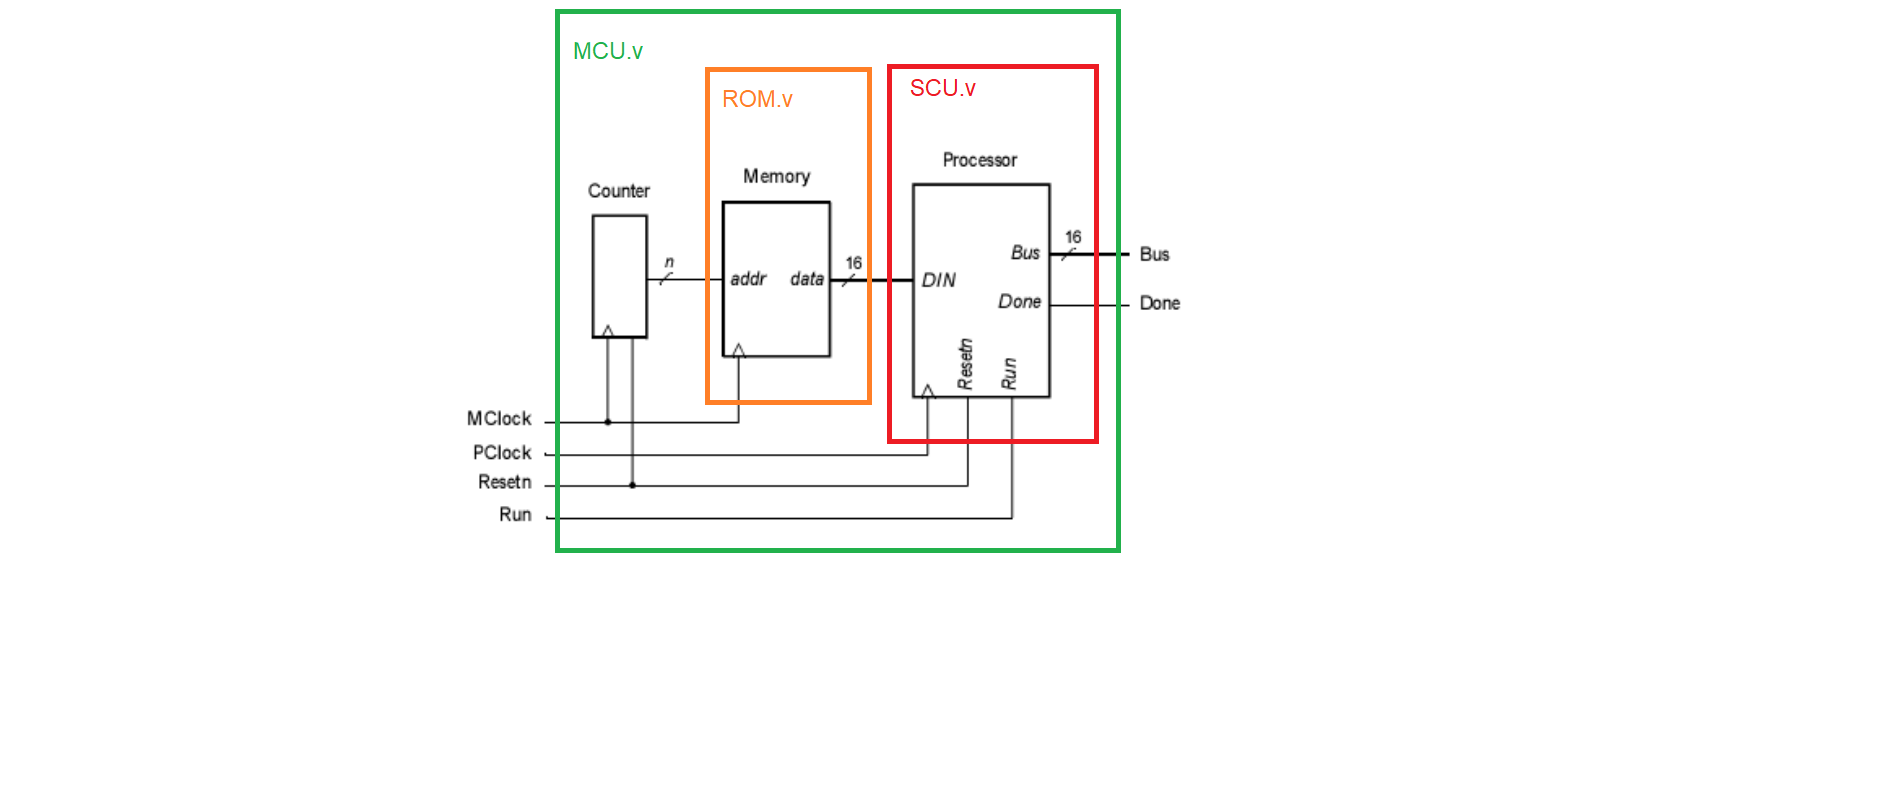 MCU.v
SCU.v
ROM.v
Processor
Memory
Counter
16
Bus
Bus
n
16
addr
data
DIN
Done
Done
Resetn
Run
MClock
PClock
Resetn
Run